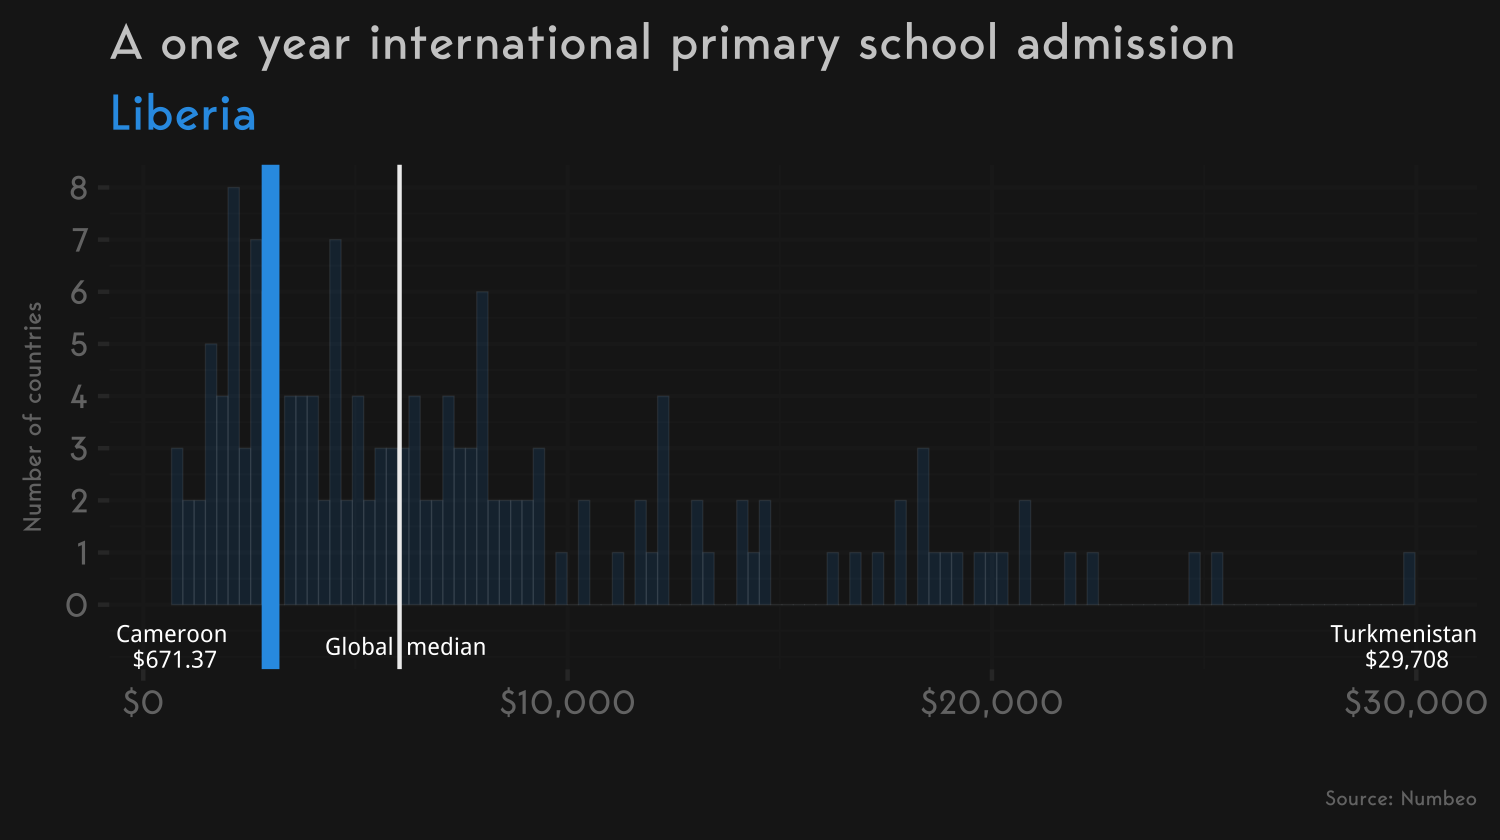 A one year international primary school admission
Liberia
Number of countries
8
7
6
5
4
3
2
1
0
Cameroon
$671.37
Global median
Turkmenistan
$29,708
$0
$10,000
$20,000
$30,000
Source: Numbeo